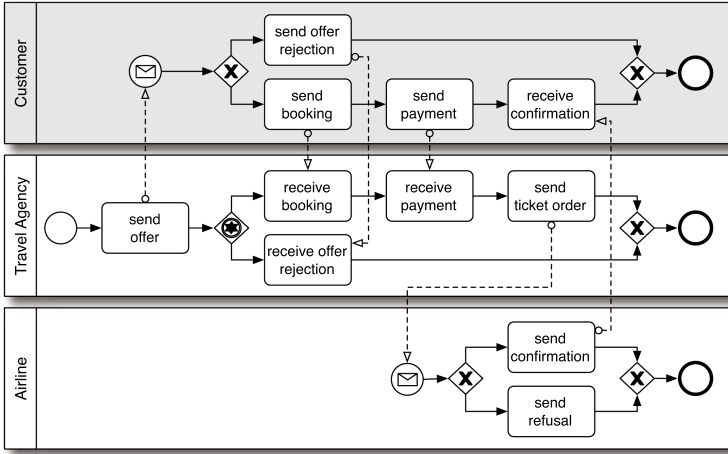 Customer
send offer
rejection
send
booking
send
payment
receive
confirmation
Travel Agency
send
offer
receive
booking
receive
payment
send
ticket order
receive offer
rejection
Airline
send
confirmation
send
refusal